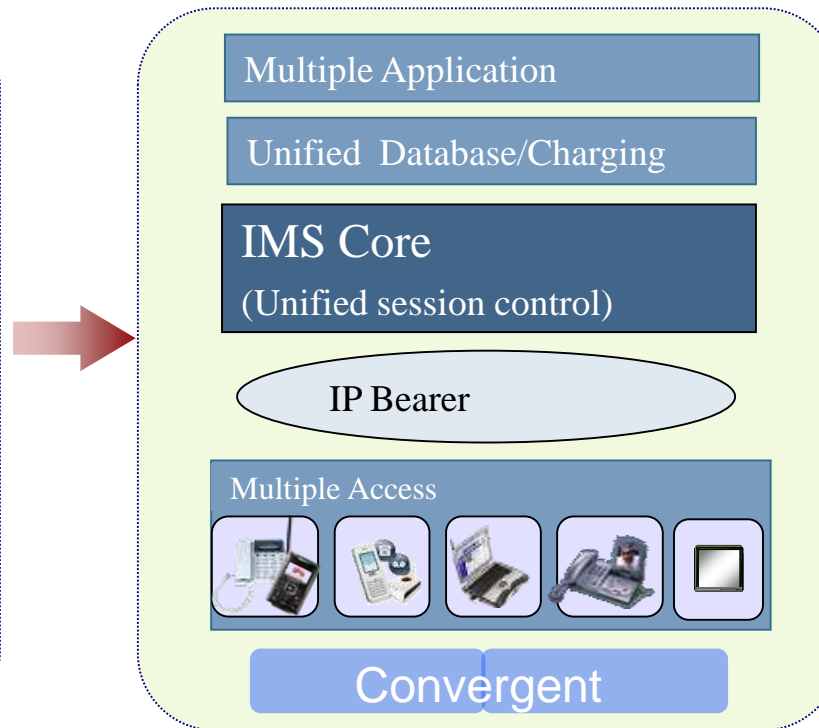 Multiple Application
Unified Database/Charging
IMS Core
(Unified session control)
IP Bearer
Multiple Access
Convergent